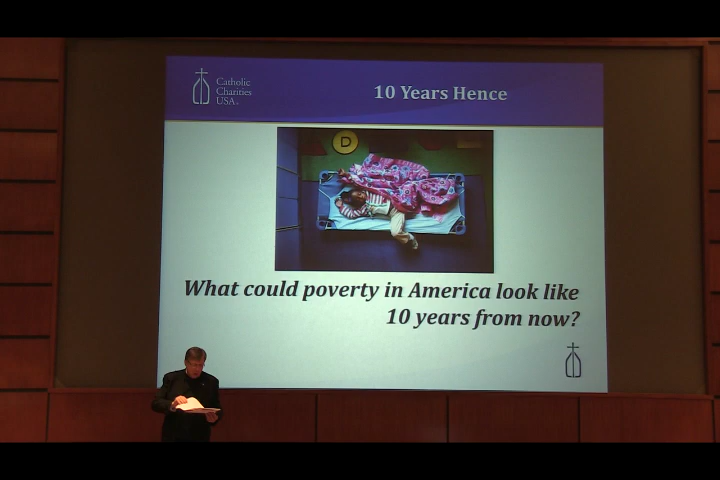 Catholic
Charities
USA.
10 Years Hence
D
What could poverty in America look like
10 years from now?